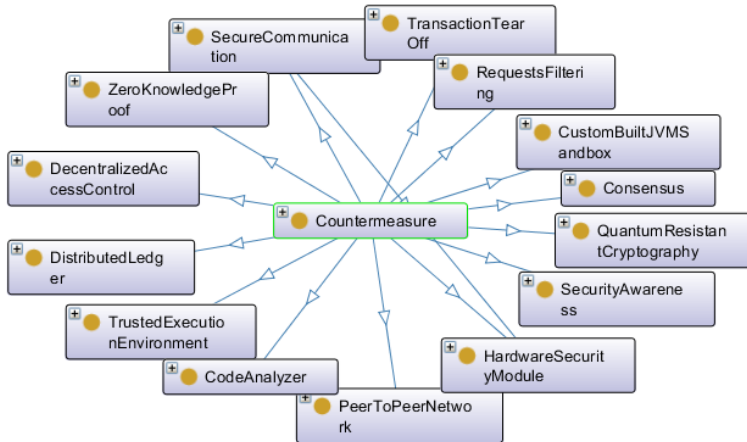 TransactionTear
Off
SecureCommunica
tion
RequestsFilteri
ng
ZeroKnowledgePr
oof
CustomBuiltJVMS
andbox
DecentralizedAc
cessControl
Consensus
Countermeasure
QuantumResistan
tCryptography
DistributedLedg
er
SecurityAwarene
ss
TrustedExecutio
nEnvironment
HardwareSecurit
yModule
CodeAnalyzer
PeerToPeerNetwo
rk